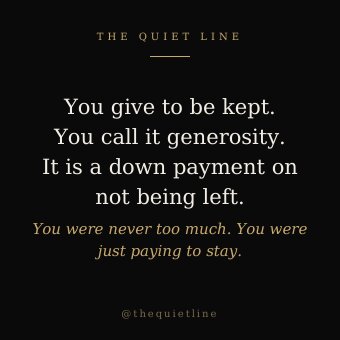 THE QUIET LINE
You give to be kept.
You call it generosity.
It is a down payment on
not being left.
You were never too much. You were
just paying to stay.
@thequietline